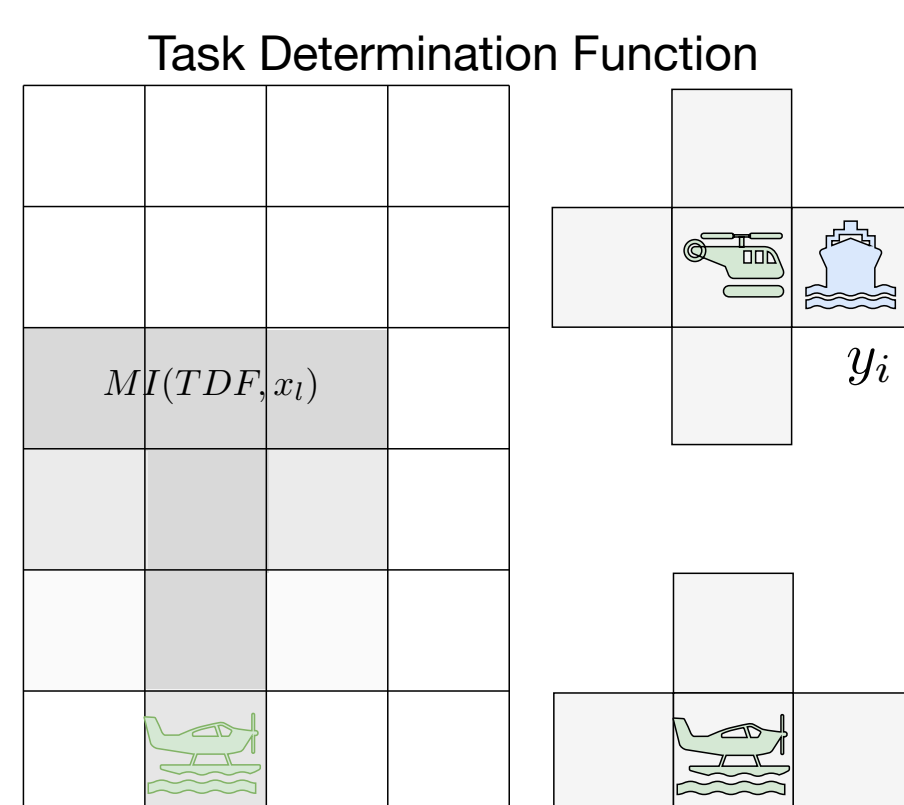 Task Determination Function
$MI(TDF, x_l)$
$y_i$